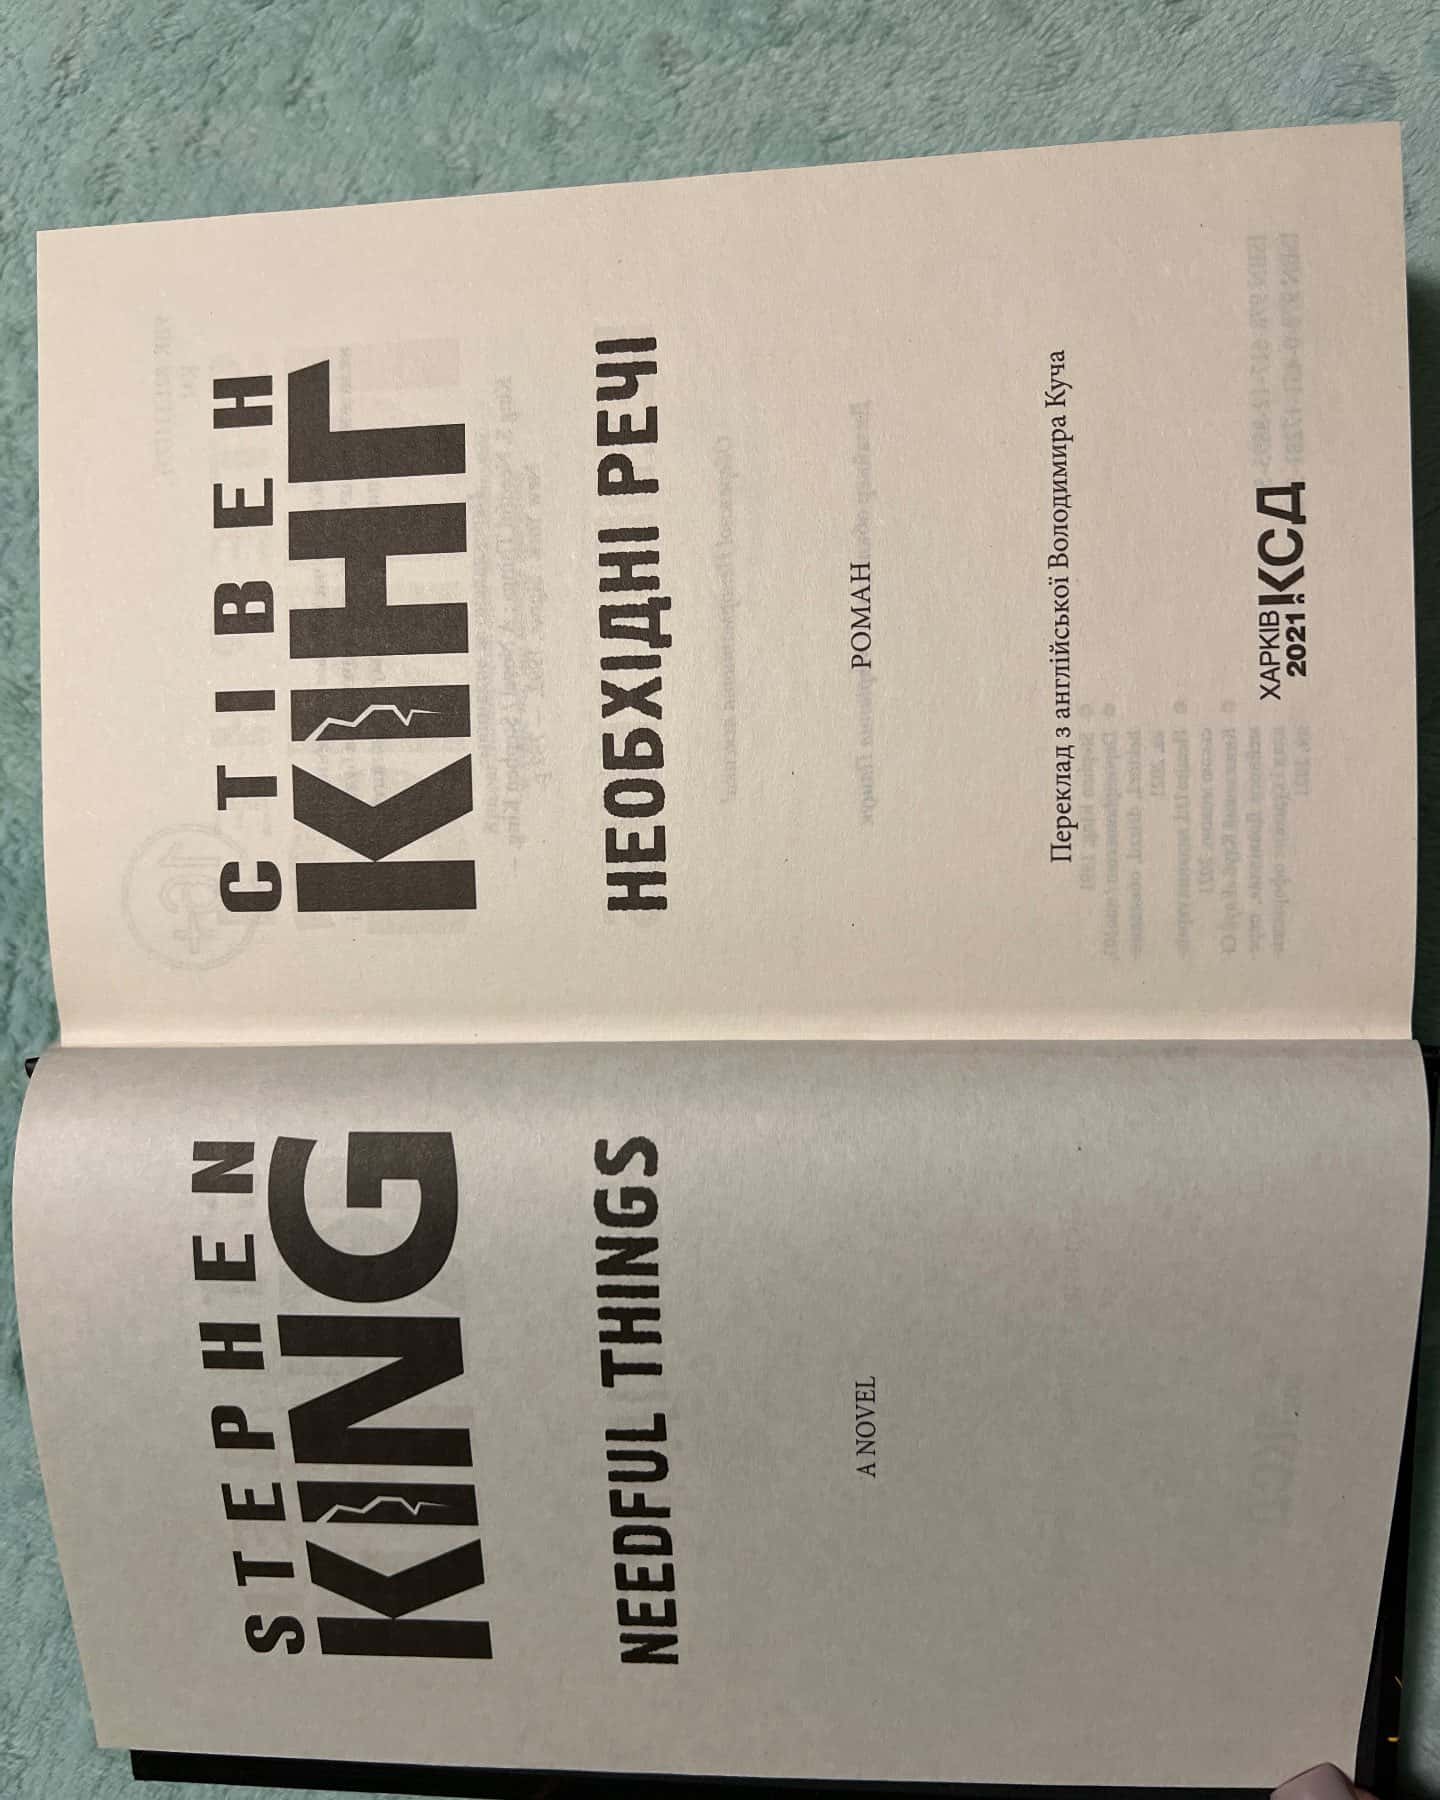 STEPHEN
KING
NEEDFUL THINGS
A NOVEL
СТІВЕН
КІНГ
НЕОБХІДНІ РЕЧІ
РОМАН
Переклад з англійської Володимира Куча
ХАРКІВ КСД
2021